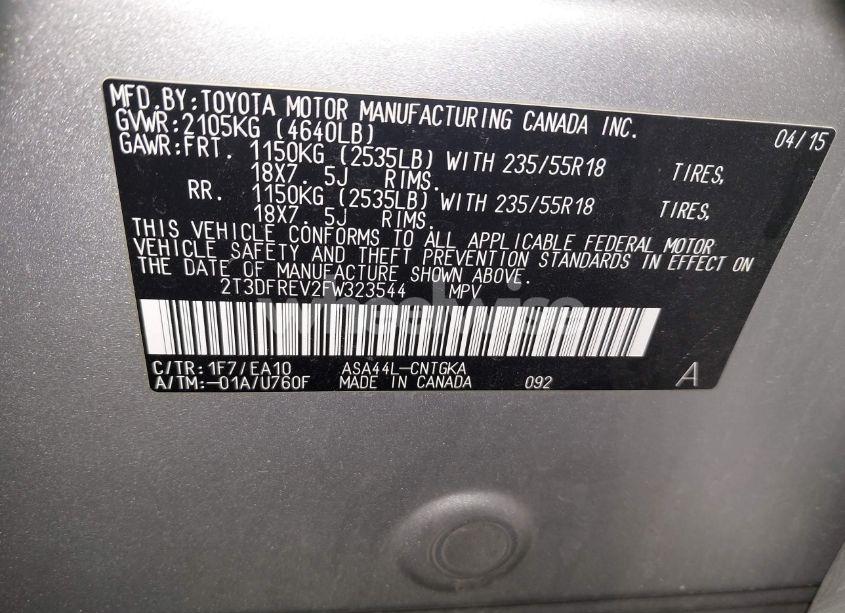 MFD.BY:TOYOTA MOTOR MANUFACTURING CANADA INC.
GVWR:2105KG (4640LB) 04/15
GAWR:FRT. 1150KG (2535LB) WITH 235/55R18 TIRES,
18X7. 5J RIMS.
RR. 1150KG (2535LB) WITH 235/55R18 TIRES,
18X7. 5J RIMS.
THIS VEHICLE CONFORMS TO ALL APPLICABLE FEDERAL MOTOR
VEHICLE SAFETY AND THEFT PREVENTION STANDARDS IN EFFECT ON
THE DATE OF MANUFACTURE SHOWN ABOVE.
2T3DFREV2FW323544 MPV
wheelwise
C/TR: 1F7/EA10 ASA44L-CNTGKA
A/TM:-01A/U760F MADE IN CANADA 092 A